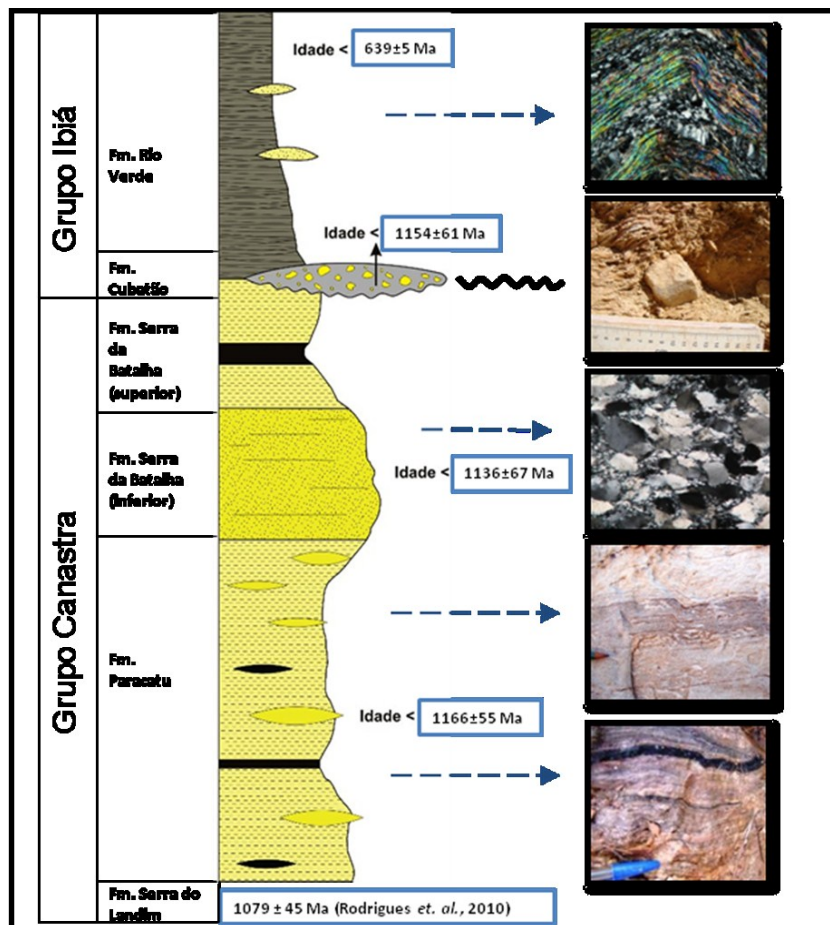 Grupo Ibiá
Fm. Rio
Verde
Idade < 639±5 Ma
Idade < 1154±61 Ma
Fm.
Cubatão
Grupo Canastra
Fm. Serra
da
Batalha
(superior)
Fm. Serra
da Batalha
(inferior)
Idade < 1136±67 Ma
Fm.
Paracatu
Idade < 1166±55 Ma
Fm. Serra do
Landim
1079 ± 45 Ma (Rodrigues et. al., 2010)